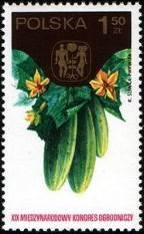 POLSKA 1.50
ZŁ
XIX MIĘDZYNARODOWY KONGRES OGRODNICZY